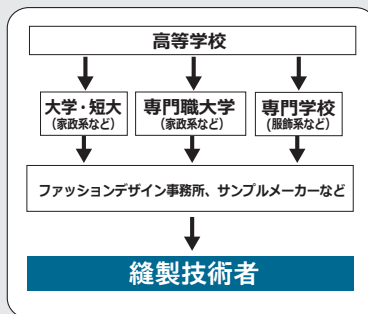 高等学校
大学・短大 専門職大学 専門学校
(家政系など) (家政系など) (服飾系など)
ファッションデザイン事務所、サンプルメーカーなど
縫製技術者